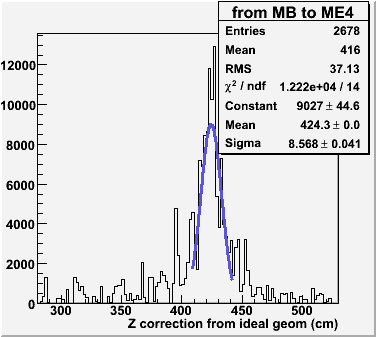 from MB to ME4
Entries 2678
Mean 416
RMS 37.13
χ² / ndf 1.222e+04 / 14
Constant 9027 ± 44.6
Mean 424.3 ± 0.0
Sigma 8.568 ± 0.041
12000
10000
8000
6000
4000
2000
0
300 350 400 450 500
Z correction from ideal geom (cm)